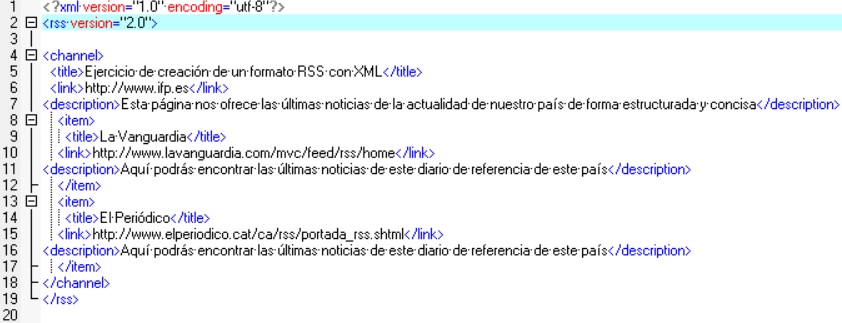 1 <?xml version="1.0" encoding="utf-8"?>
2 <rss version="2.0">
3
4 <channel>
5 <title>Ejercicio de creación de un formato RSS con XML</title>
6 <link>http://www.ifp.es</link>
7 <description>Esta página nos ofrece las últimas noticias de la actualidad de nuestro país de forma estructurada y concisa</description>
8 <item>
9 <title>La Vanguardia</title>
10 <link>http://www.lavanguardia.com/mvc/feed/rss/home</link>
11 <description>Aquí podrás encontrar las últimas noticias de este diario de referencia de este país</description>
12 </item>
13 <item>
14 <title>El Periódico</title>
15 <link>http://www.elperiodico.cat/ca/rss/portada_rss.shtml</link>
16 <description>Aquí podrás encontrar las últimas noticias de este diario de referencia de este país</description>
17 </item>
18 </channel>
19 </rss>
20